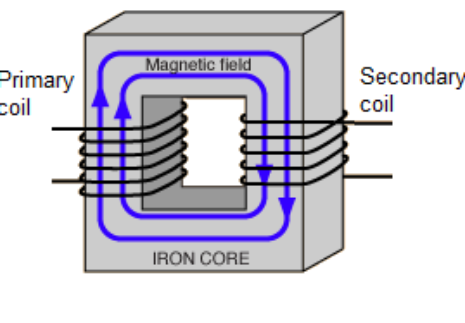 Magnetic field
Primary
coil
Secondary
coil
IRON CORE